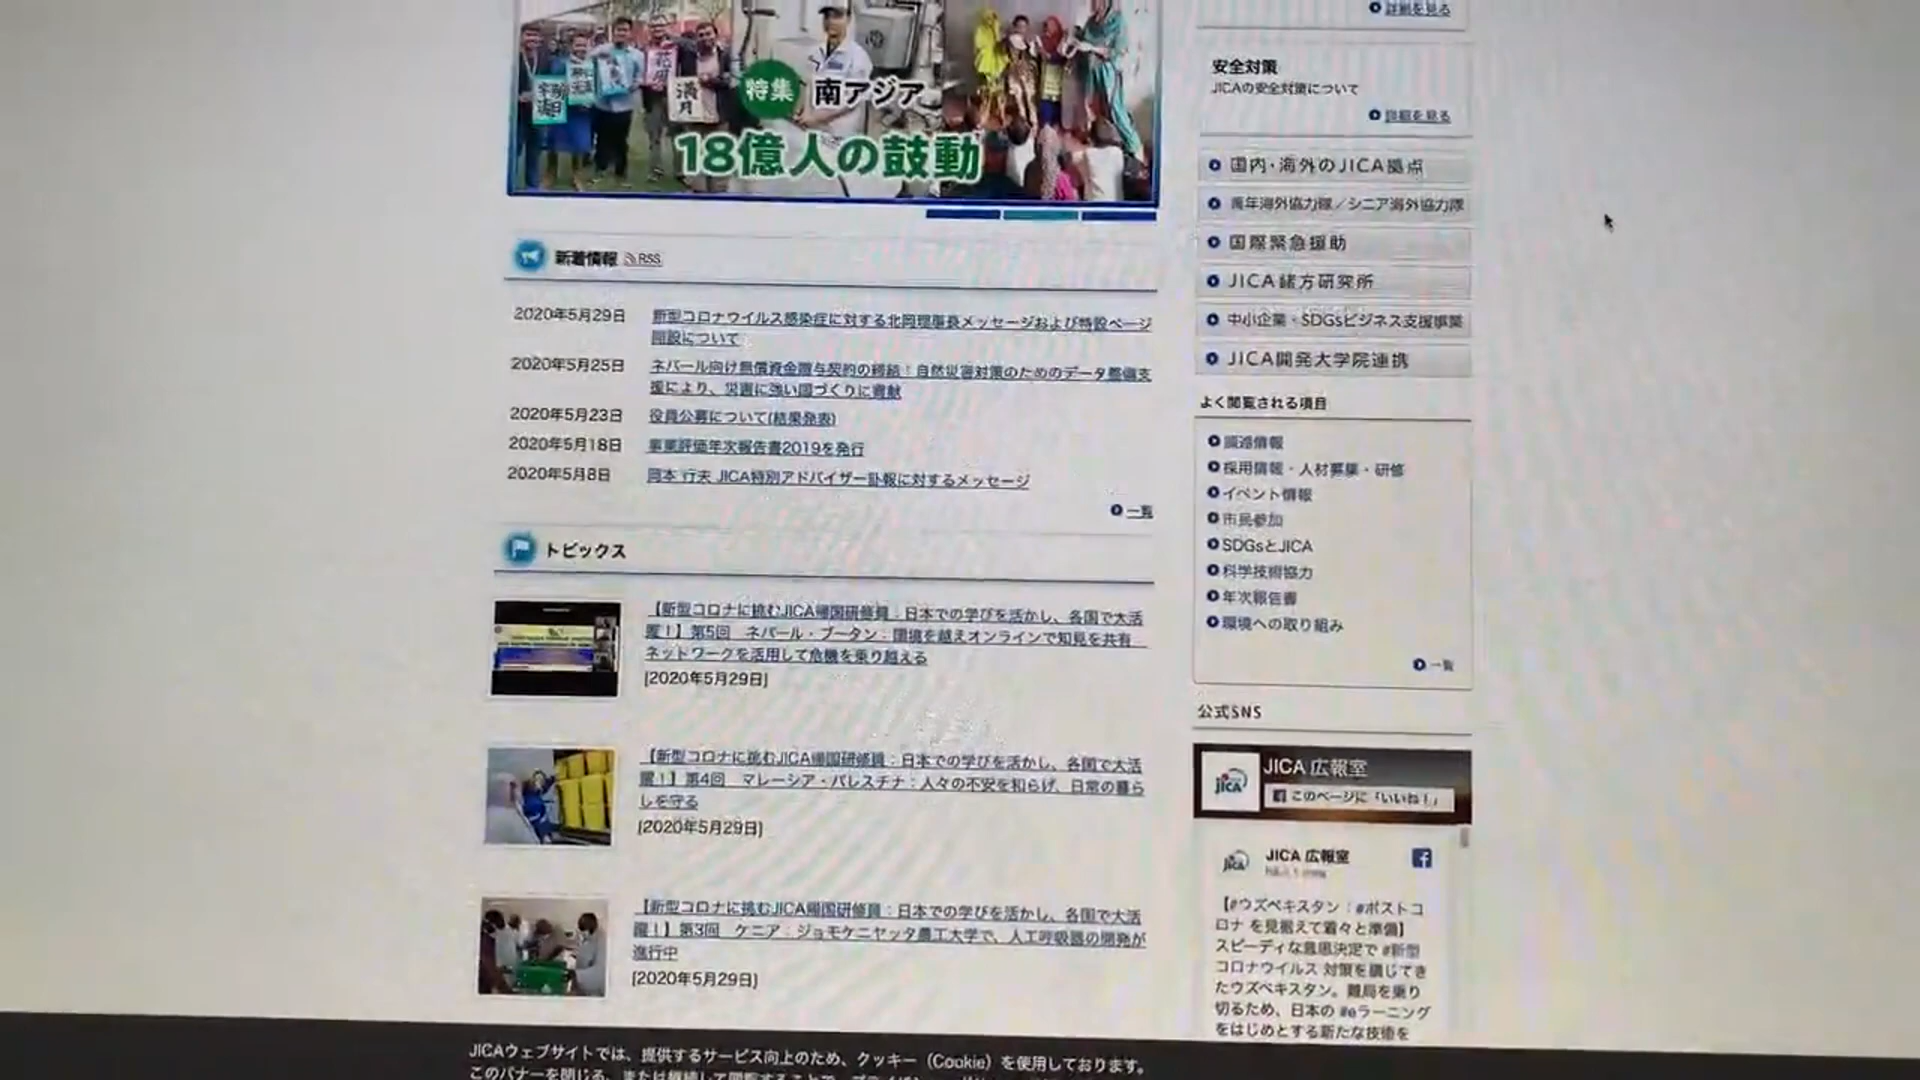 花 明
満月
特集 南アジア
18億人の鼓動
新着情報 RSS
2020年5月29日 新型コロナウイルス感染症に対する北岡理事長メッセージおよび特設ページ
開設について
2020年5月25日 ネパール向け無償資金贈与契約の締結：自然災害対策のためのデータ整備支
援により、災害に強い国づくりに貢献
2020年5月23日 役員公募について(結果発表)
2020年5月18日 事業評価年次報告書2019を発行
2020年5月8日 岡本 行夫 JICA特別アドバイザー訃報に対するメッセージ
一覧
トピックス
【新型コロナに挑むJICA帰国研修員：日本での学びを活かし、各国で大活
躍！】第5回 ネパール・ブータン：国境を越えオンラインで知見を共有
ネットワークを活用して危機を乗り越える
[2020年5月29日]
【新型コロナに挑むJICA帰国研修員：日本での学びを活かし、各国で大活
躍！】第4回 マレーシア・パレスチナ：人々の不安を和らげ、日常の暮ら
しを守る
[2020年5月29日]
【新型コロナに挑むJICA帰国研修員：日本での学びを活かし、各国で大活
躍！】第3回 ケニア：ジョモケニヤッタ農工大学で、人工呼吸器の開発が
進行中
[2020年5月29日]
詳細を見る
安全対策
JICAの安全対策について
詳細を見る
国内・海外のJICA拠点
青年海外協力隊／シニア海外協力隊
国際緊急援助
JICA緒方研究所
中小企業・SDGsビジネス支援事業
JICA開発大学院連携
よく閲覧される項目
調達情報
採用情報・人材募集・研修
イベント情報
市民参加
SDGsとJICA
科学技術協力
年次報告書
環境への取り組み
一覧
公式SNS
JICA
JICA 広報室
このページに「いいね！」
JICA 広報室
【#ウズベキスタン：#ポストコ
ロナ を見据えて着々と準備】
スピーディな意思決定で #新型
コロナウイルス 対策を講じてき
たウズベキスタン。難局を乗り
切るため、日本の #eラーニング
をはじめとする新たな技術を
JICAウェブサイトでは、提供するサービス向上のため、クッキー（Cookie）を使用しております。
このバナーを閉じる、または継続して閲覧することで